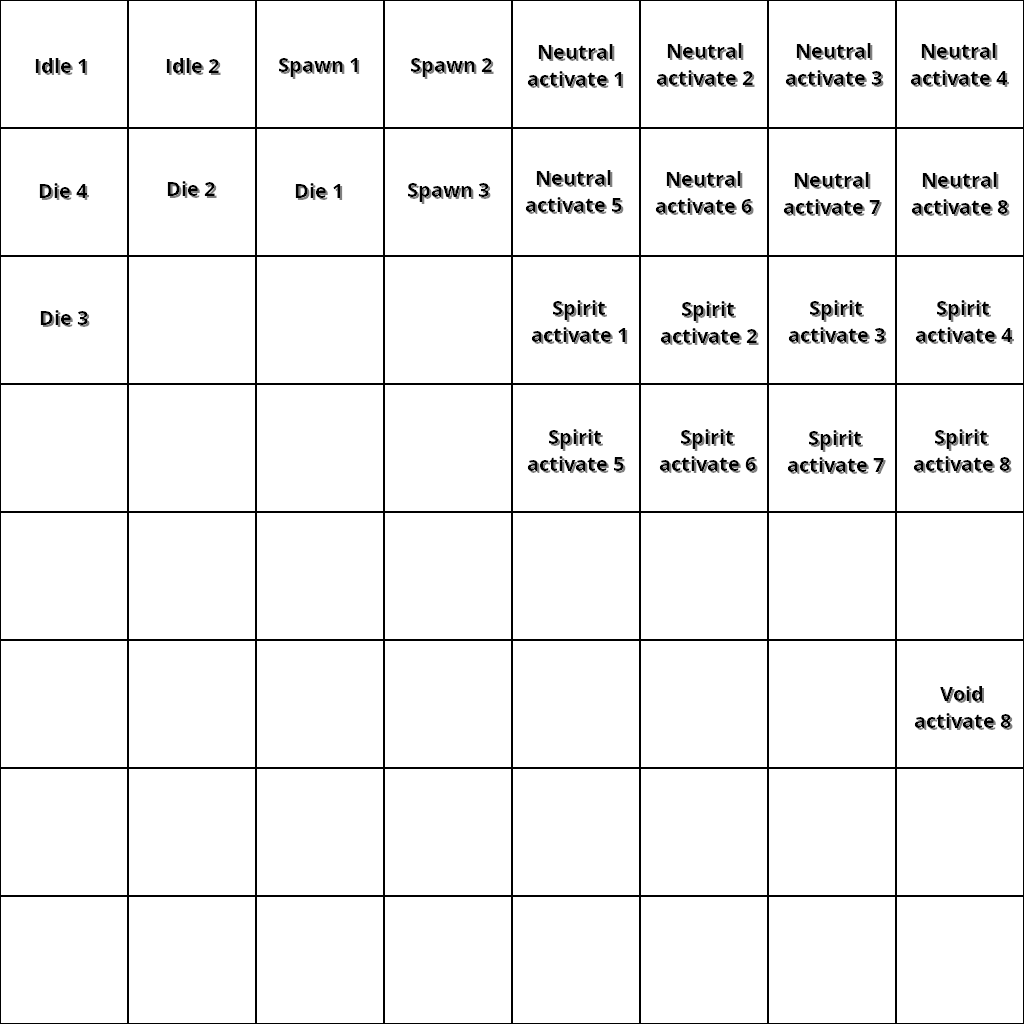 Idle 1
Idle 2
Spawn 1
Spawn 2
Neutral
activate 1
Neutral
activate 2
Neutral
activate 3
Neutral
activate 4
Die 4
Die 2
Die 1
Spawn 3
Neutral
activate 5
Neutral
activate 6
Neutral
activate 7
Neutral
activate 8
Die 3
Spirit
activate 1
Spirit
activate 2
Spirit
activate 3
Spirit
activate 4
Spirit
activate 5
Spirit
activate 6
Spirit
activate 7
Spirit
activate 8
Void
activate 8